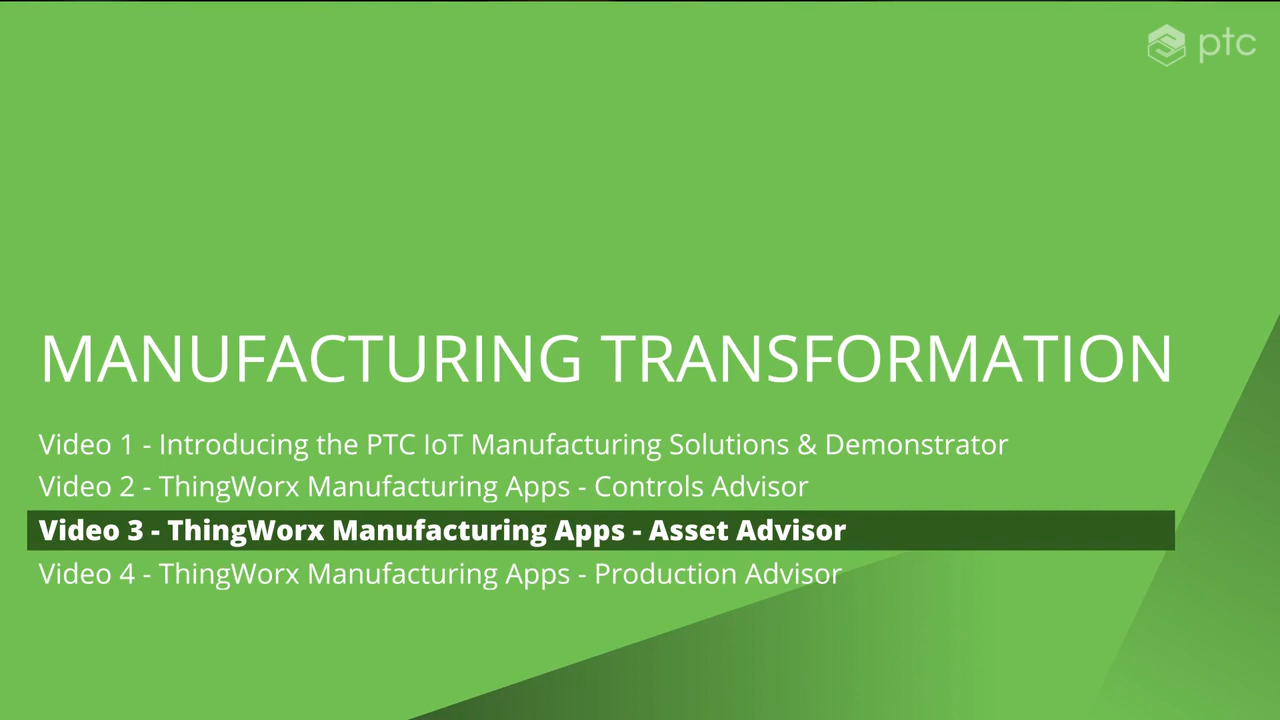 ptc
MANUFACTURING TRANSFORMATION
Video 1 - Introducing the PTC IoT Manufacturing Solutions & Demonstrator
Video 2 - ThingWorx Manufacturing Apps - Controls Advisor
Video 3 - ThingWorx Manufacturing Apps - Asset Advisor
Video 4 - ThingWorx Manufacturing Apps - Production Advisor